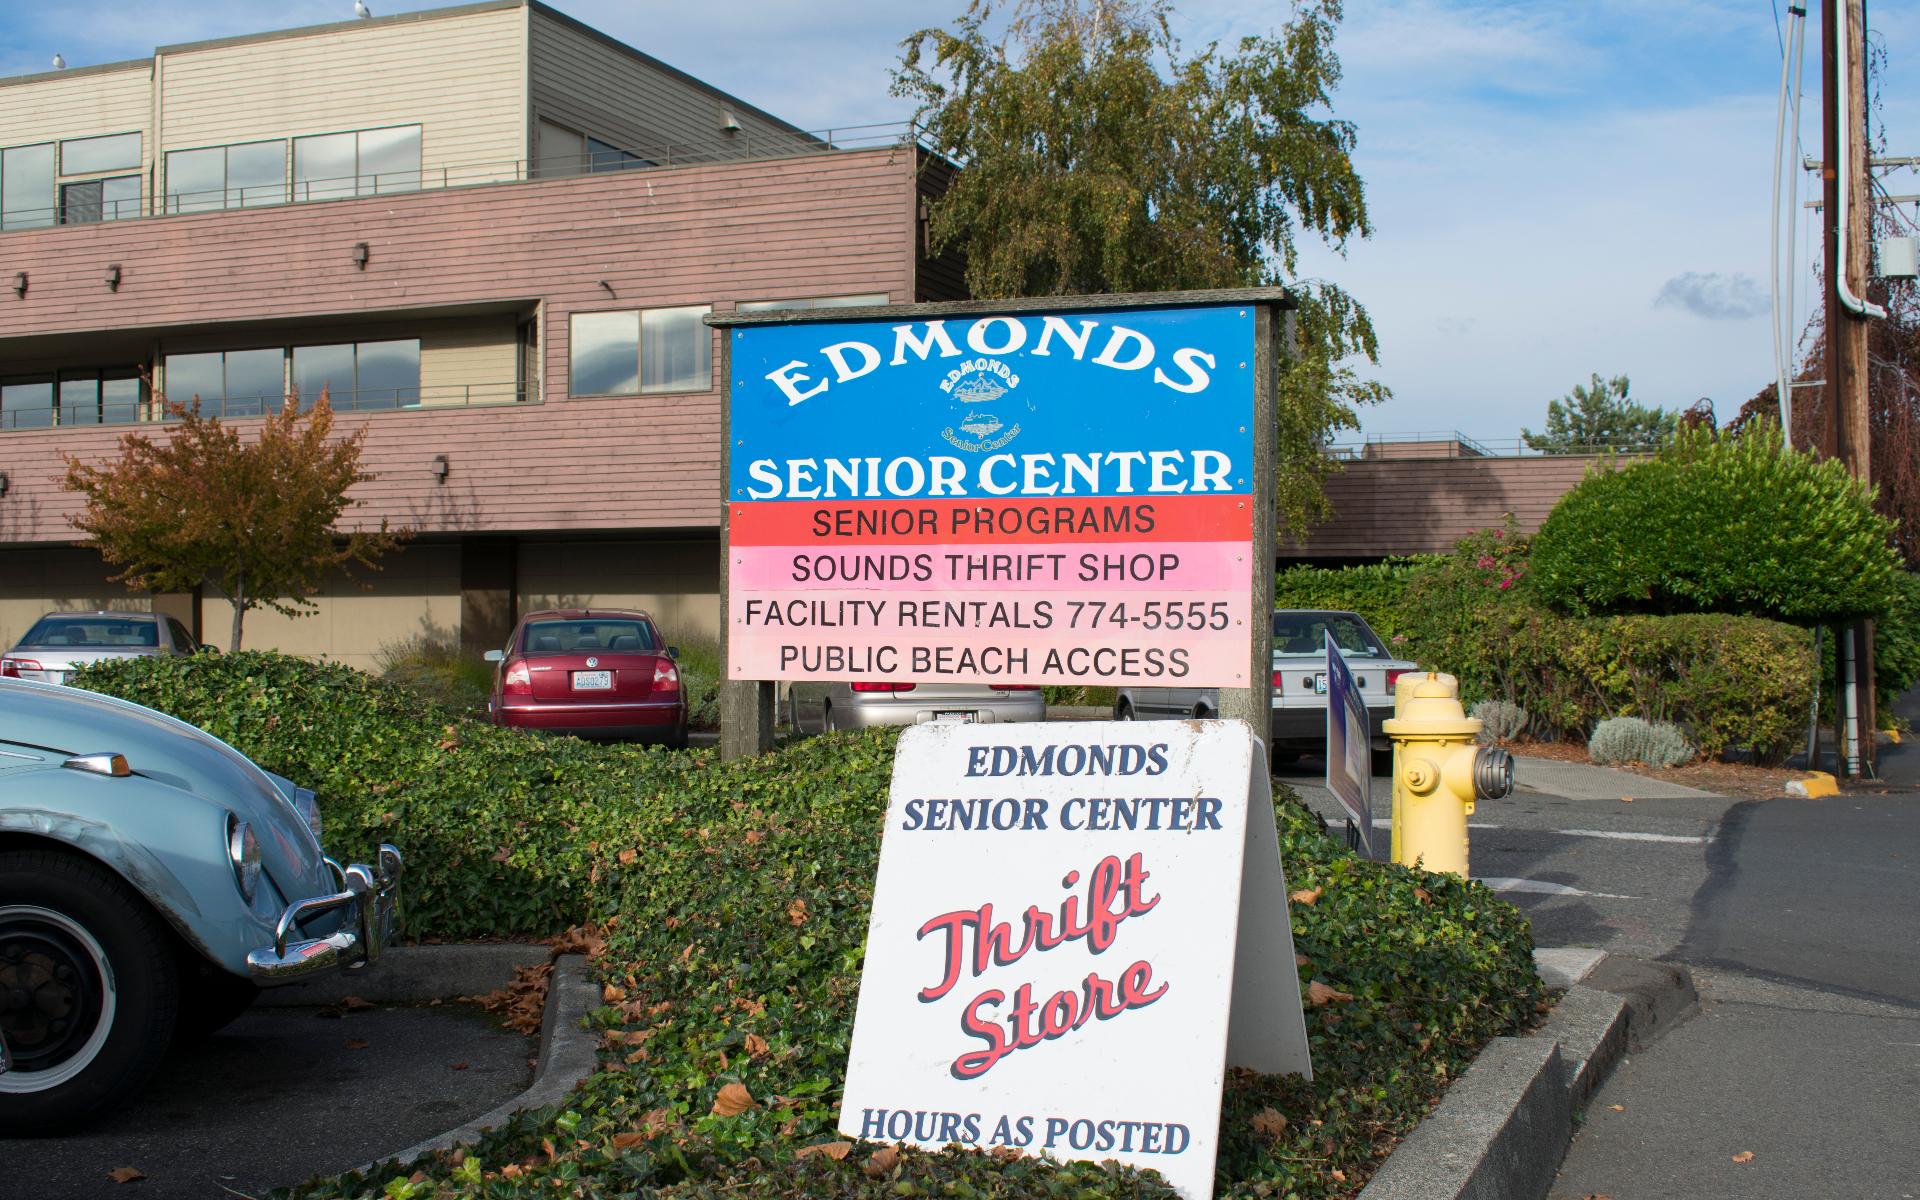 EDMONDS
EDMONDS
Senior Center
SENIOR CENTER
SENIOR PROGRAMS
SOUNDS THRIFT SHOP
FACILITY RENTALS 774-5555
PUBLIC BEACH ACCESS
EDMONDS
SENIOR CENTER
Thrift
Store
HOURS AS POSTED